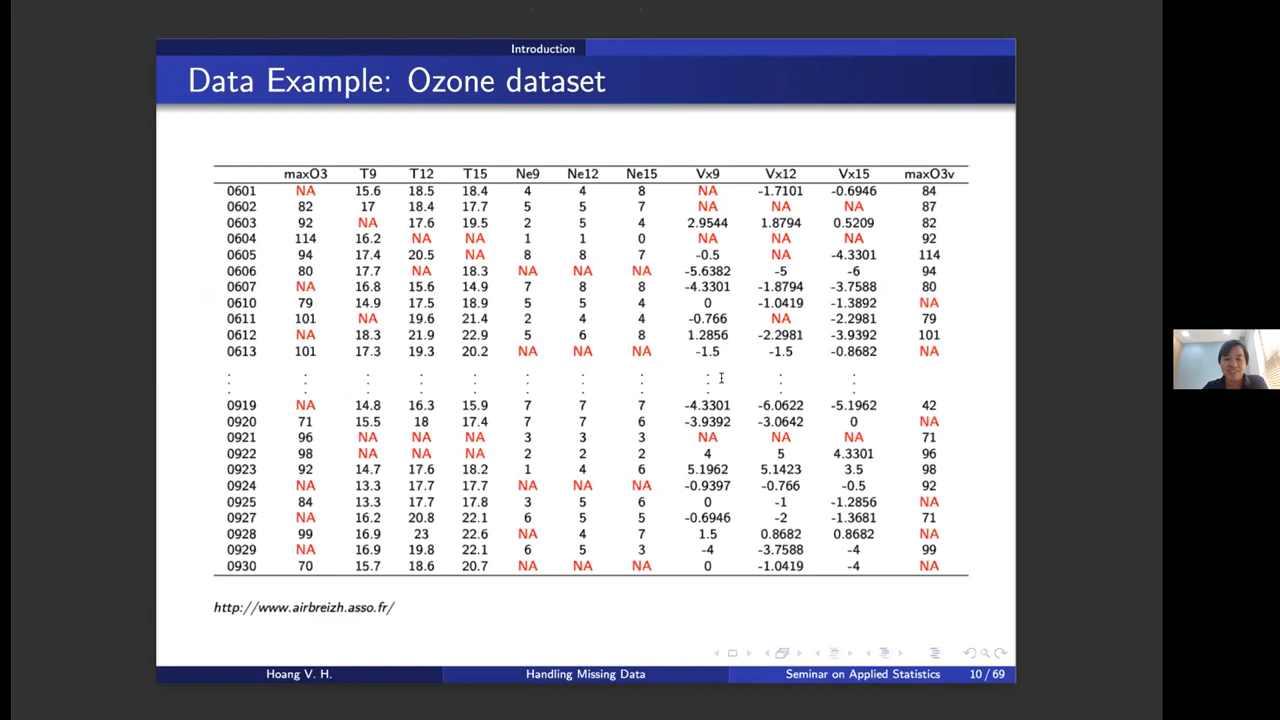 Introduction
Data Example: Ozone dataset
maxO3 T9 T12 T15 Ne9 Ne12 Ne15 Vx9 Vx12 Vx15 maxO3v
0601 NA 15.6 18.5 18.4 4 4 8 NA -1.7101 -0.6946 84
0602 82 17 18.4 17.7 5 5 7 NA NA NA 87
0603 92 NA 17.6 19.5 2 5 4 2.9544 1.8794 0.5209 82
0604 114 16.2 NA NA 1 1 0 NA NA NA 92
0605 94 17.4 20.5 NA 8 8 7 -0.5 NA -4.3301 114
0606 80 17.7 NA 18.3 NA NA NA -5.6382 -5 -6 94
0607 NA 16.8 15.6 14.9 7 8 8 -4.3301 -1.8794 -3.7588 80
0610 79 14.9 17.5 18.9 5 5 4 0 -1.0419 -1.3892 NA
0611 101 NA 19.6 21.4 2 4 4 -0.766 NA -2.2981 79
0612 NA 18.3 21.9 22.9 5 6 8 1.2856 -2.2981 -3.9392 101
0613 101 17.3 19.3 20.2 NA NA NA -1.5 -1.5 -0.8682 NA
0919 NA 14.8 16.3 15.9 7 7 7 -4.3301 -6.0622 -5.1962 42
0920 71 15.5 18 17.4 7 7 6 -3.9392 -3.0642 0 NA
0921 96 NA NA NA 3 3 3 NA NA NA 71
0922 98 NA NA NA 2 2 2 4 5 4.3301 96
0923 92 14.7 17.6 18.2 1 4 6 5.1962 5.1423 3.5 98
0924 NA 13.3 17.7 17.7 NA NA NA -0.9397 -0.766 -0.5 92
0925 84 13.3 17.7 17.8 3 5 6 0 -1 -1.2856 NA
0927 NA 16.2 20.8 22.1 6 5 5 -0.6946 -2 -1.3681 71
0928 99 16.9 23 22.6 NA 4 7 1.5 0.8682 0.8682 NA
0929 NA 16.9 19.8 22.1 6 5 3 -4 -3.7588 -4 99
0930 70 15.7 18.6 20.7 NA NA NA 0 -1.0419 -4 NA
http://www.airbreizh.asso.fr/
Hoang V. H. Handling Missing Data Seminar on Applied Statistics 10 / 69